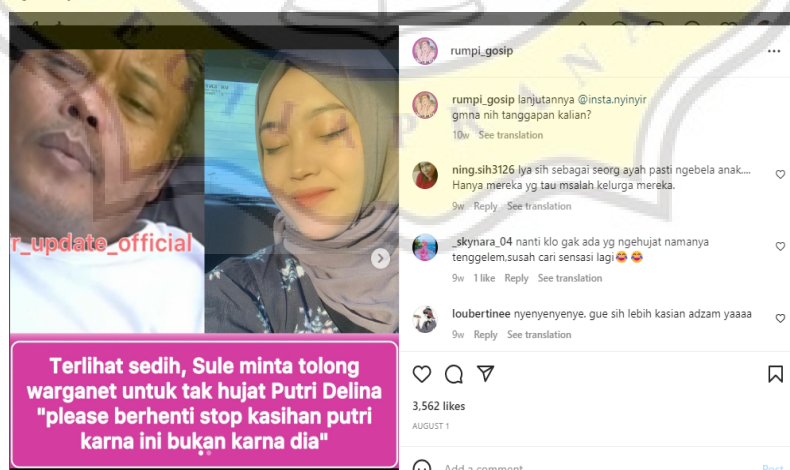 rumpi_gosip
rumpi_gosip lanjutannya @insta.nyinyir
gmna nih tanggapan kalian?
10w See translation
ning.sih3126 Iya sih sebagai seorg ayah pasti ngebela anak....
Hanya mereka yg tau msalah kelurga mereka.
9w Reply See translation
_skynara_04 nanti klo gak ada yg ngehujat namanya
tenggelem,susah cari sensasi lagi😂 😂
9w 1 like Reply See translation
loubertinee nyenyenyenye. gue sih lebih kasian adzam yaaaa
9w Reply See translation
3,562 likes
AUGUST 1
Add a comment... Post
r_update_official
Terlihat sedih, Sule minta tolong
warganet untuk tak hujat Putri Delina
"please berhenti stop kasihan putri
karna ini bukan karna dia"